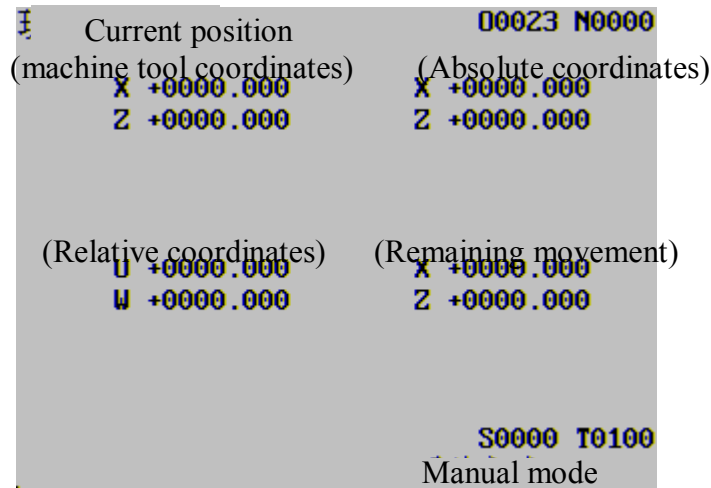 Current position O0023 N0000
(machine tool coordinates) (Absolute coordinates)
X +0000.000 X +0000.000
Z +0000.000 Z +0000.000
(Relative coordinates) (Remaining movement)
U +0000.000 X +0000.000
W +0000.000 Z +0000.000
S0000 T0100
Manual mode